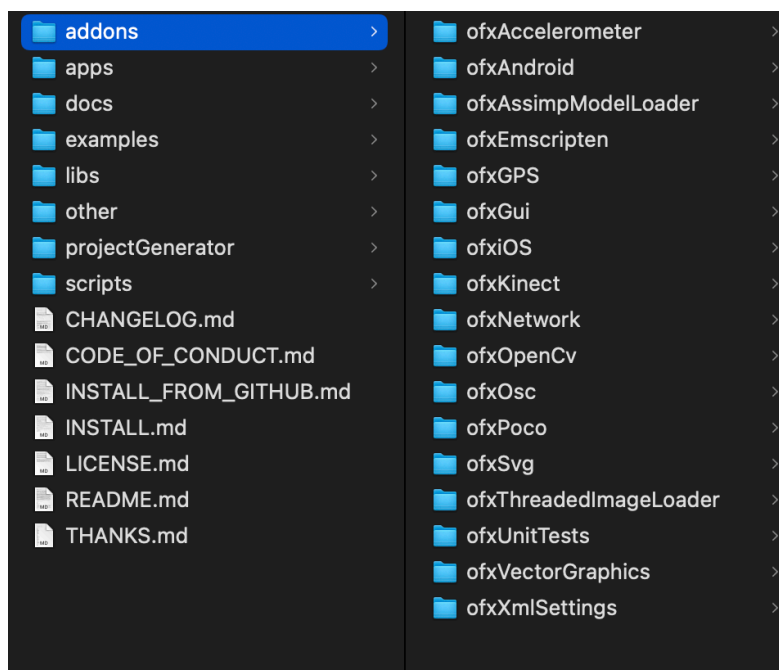 addons
apps
docs
examples
libs
other
projectGenerator
scripts
CHANGELOG.md
CODE_OF_CONDUCT.md
INSTALL_FROM_GITHUB.md
INSTALL.md
LICENSE.md
README.md
THANKS.md
ofxAccelerometer
ofxAndroid
ofxAssimpModelLoader
ofxEmscripten
ofxGPS
ofxGui
ofxiOS
ofxKinect
ofxNetwork
ofxOpenCv
ofxOsc
ofxPoco
ofxSvg
ofxThreadedImageLoader
ofxUnitTests
ofxVectorGraphics
ofxXmlSettings